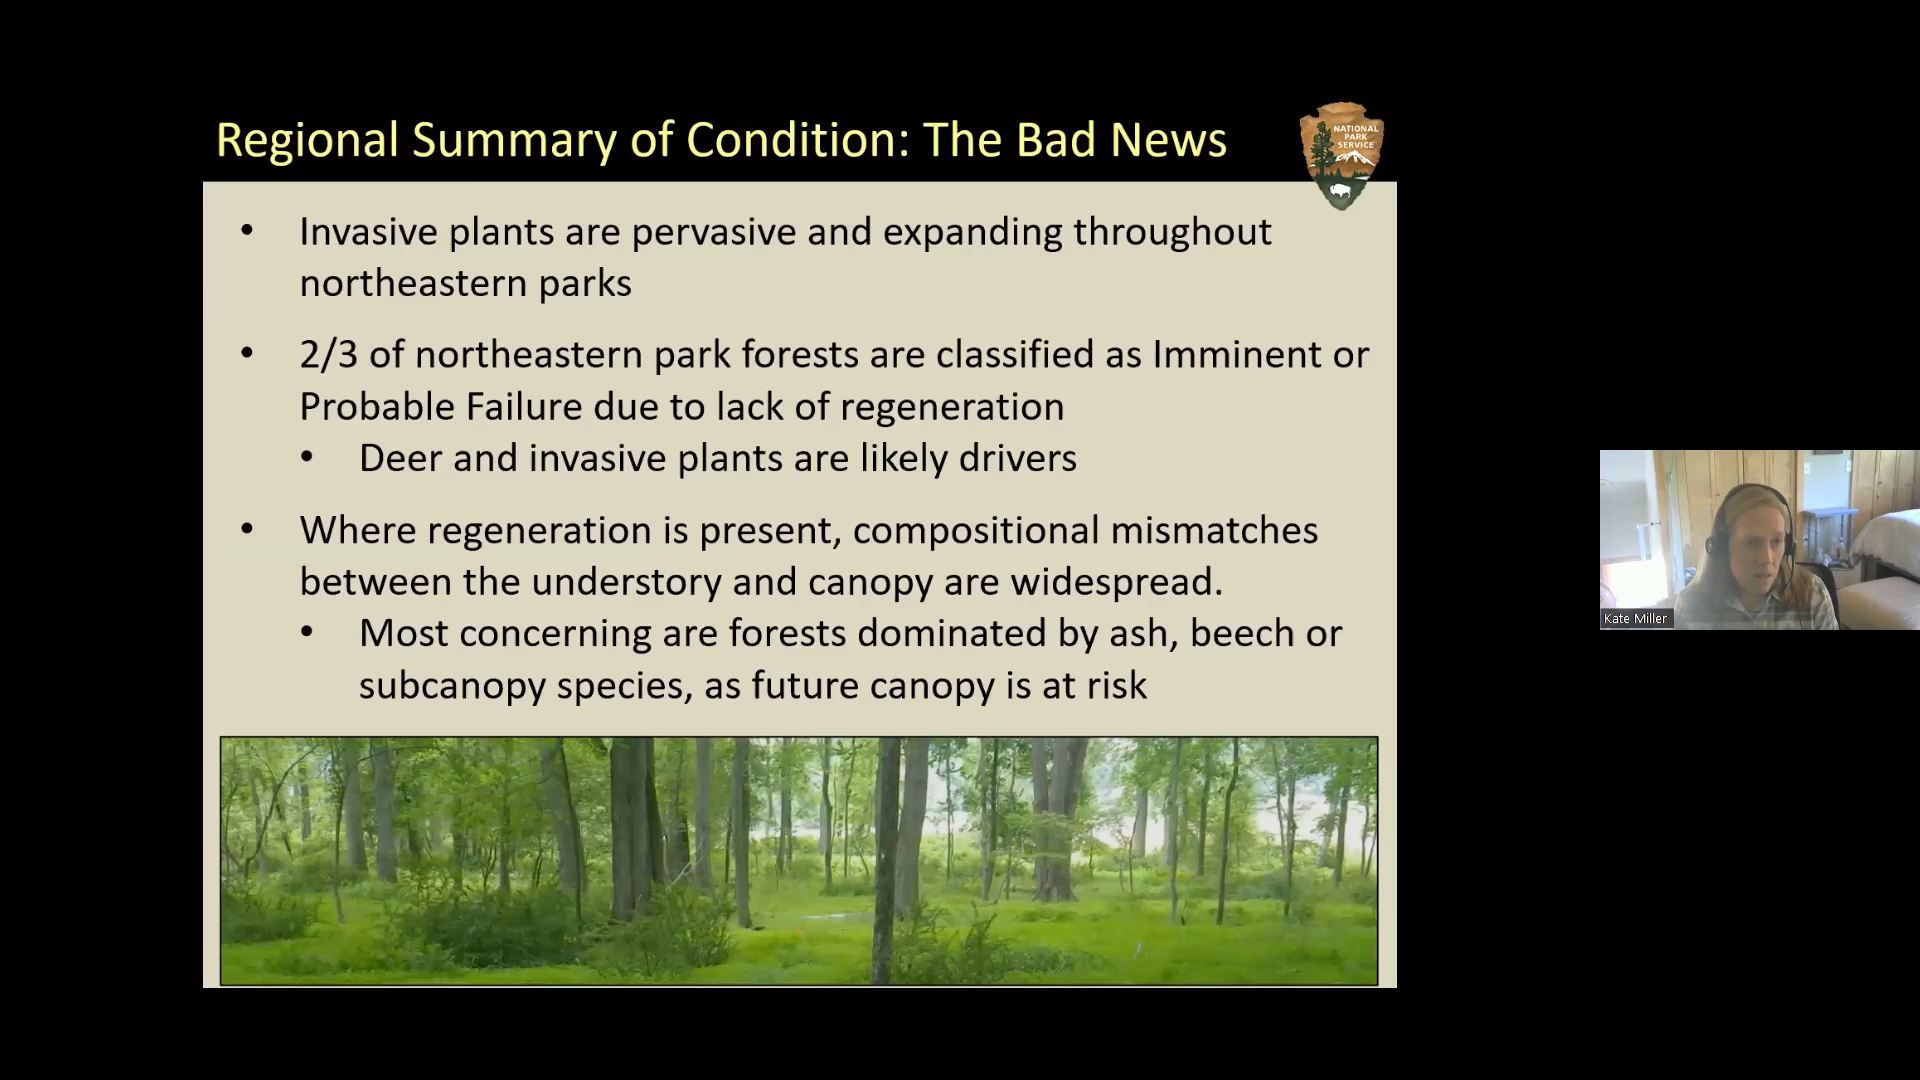 Regional Summary of Condition: The Bad News
NATIONAL
PARK
SERVICE
• Invasive plants are pervasive and expanding throughout
northeastern parks
• 2/3 of northeastern park forests are classified as Imminent or
Probable Failure due to lack of regeneration
• Deer and invasive plants are likely drivers
• Where regeneration is present, compositional mismatches
between the understory and canopy are widespread.
• Most concerning are forests dominated by ash, beech or
subcanopy species, as future canopy is at risk
Kate Miller